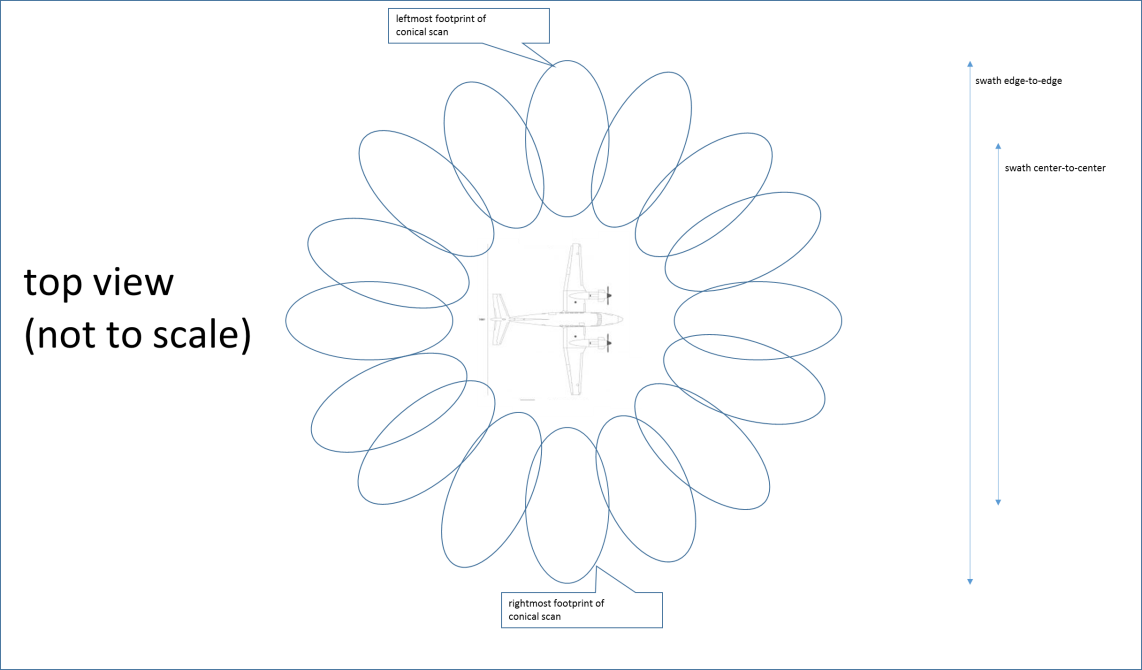 leftmost footprint of
conical scan
swath edge-to-edge
swath center-to-center
top view
(not to scale)
rightmost footprint of
conical scan